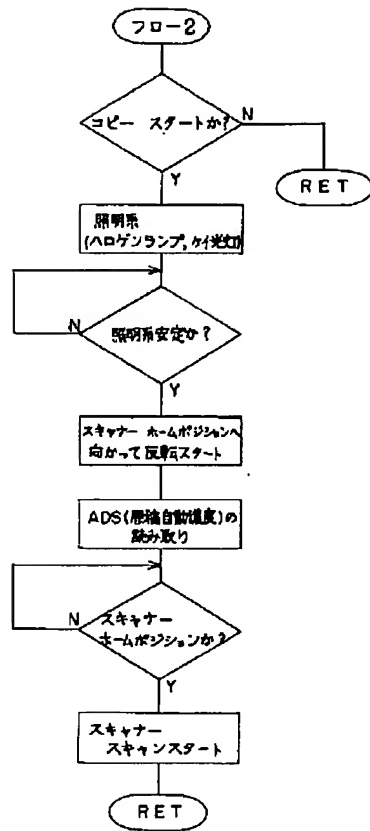 フロー2
コピー スタートか?
N
Y
RET
照明系
(ハロゲンランプ,ケイ光灯)
N
照明系安定か?
Y
スキャナー ホームポジションへ
向かって反転スタート
ADS(原稿自動濃度)の
読み取り
N
スキャナー
ホームポジションか?
Y
スキャナー
スキャンスタート
RET